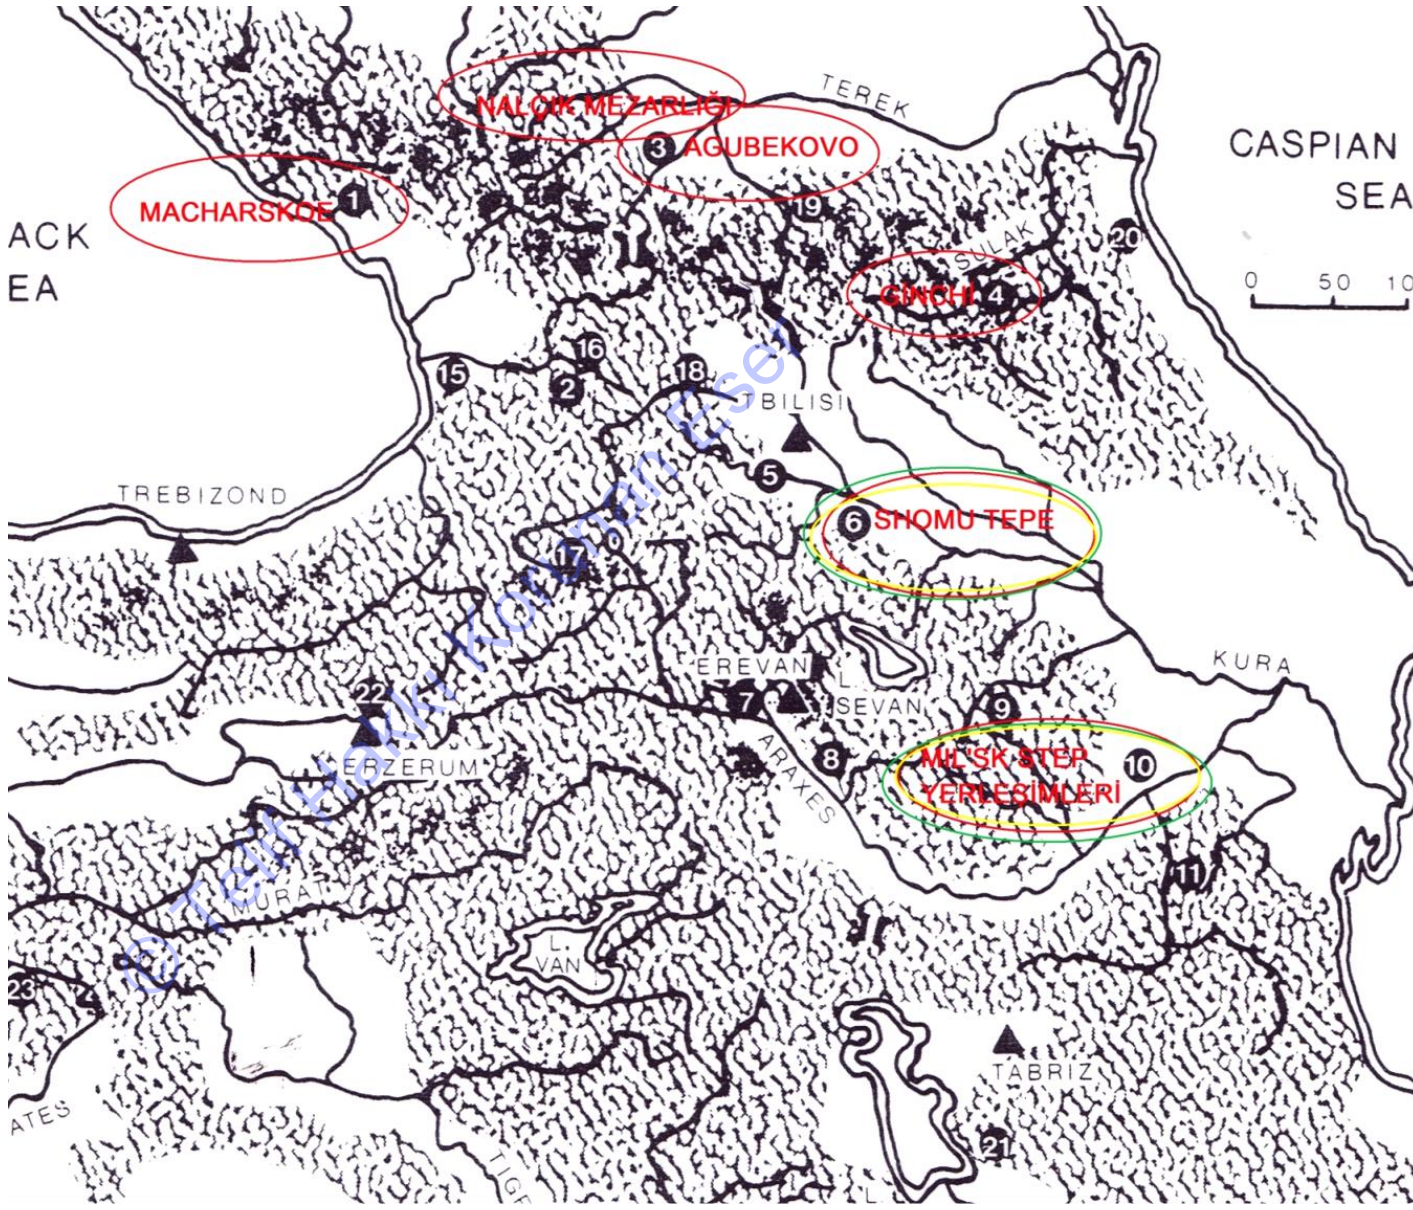 NALÇIK MEZARLIĞI
TEREK
3 AGUBEKOVO
CASPIAN
SEA
MACHARSKOE 1
19
ACK
EA
SULAK
20
GİNCHİ 4
0 50 10
16
15
2
18
TBILISI
5
TREBIZOND
6 SHOMU TEPE
17
EREVAN
KURA
22
7
L.
SEVAN
9
ARAXES
8
MIL'SK STEP
YERLEŞİMLERİ
10
ERZERUM
11
MURAT
L.
VAN
23
TABRIZ
ATES
21
TIGR
© Telif Hakkı Korunan Eser